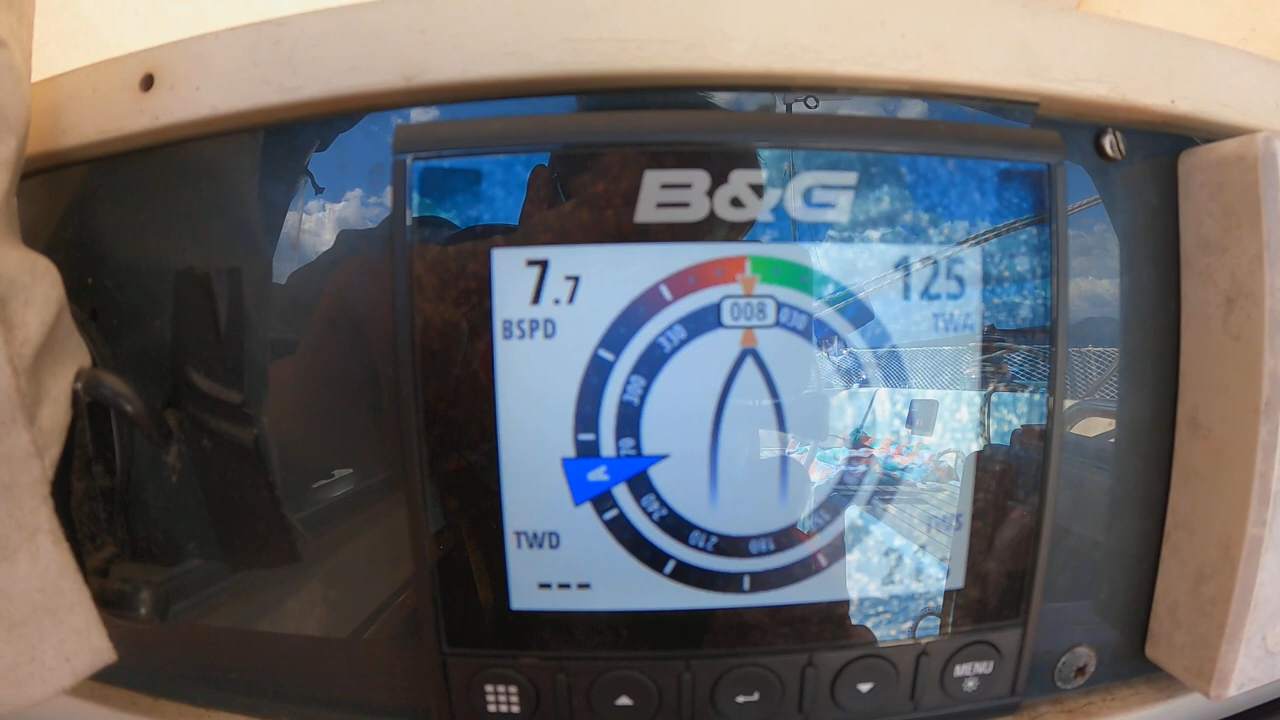 B&G
7.7
BSPD
125
TWA
008
030
330
300
A
240
210
180
TWD
---
MENU